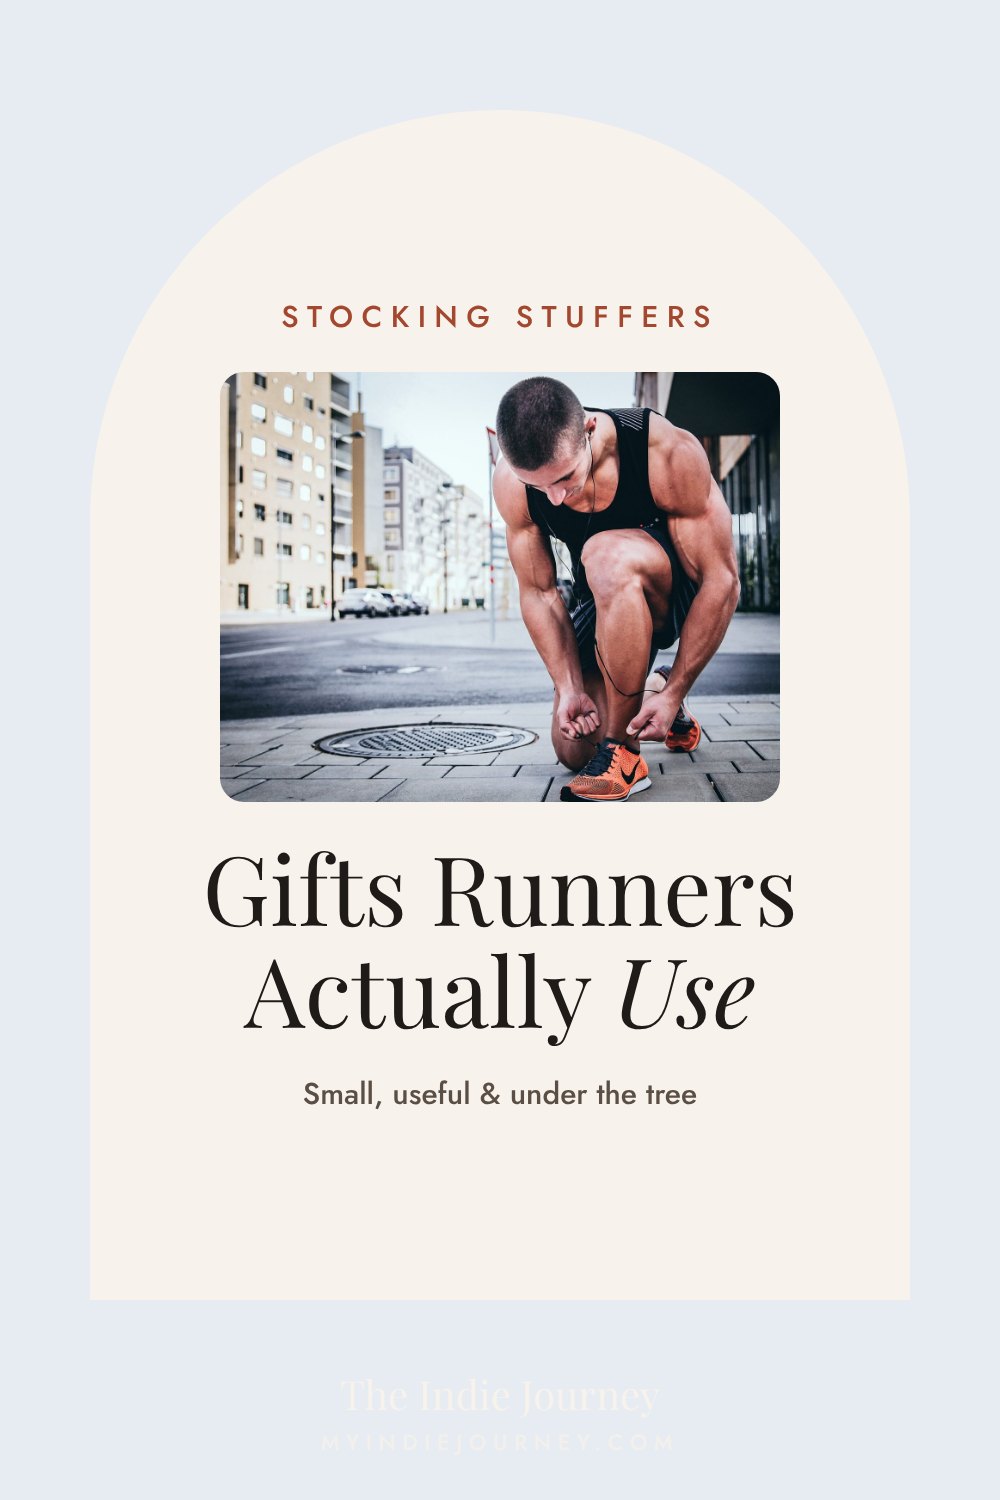 STOCKING STUFFERS
Gifts Runners
Actually Use
Small, useful & under the tree
The Indie Journey
MYINDIEJOURNEY.COM